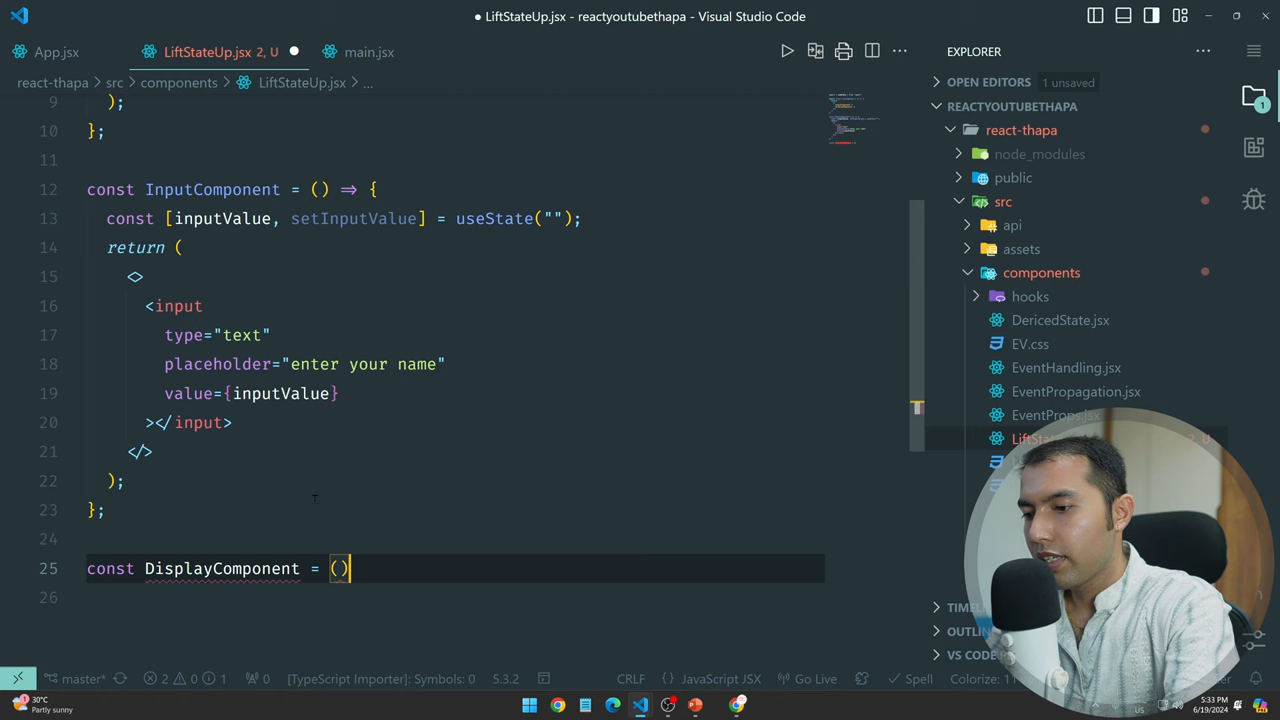 ● LiftStateUp.jsx - reactyoutubethapa - Visual Studio Code
App.jsx
LiftStateUp.jsx 2, U ●
main.jsx
react-thapa > src > components > LiftStateUp.jsx > ...
9 );
10 };
11
12 const InputComponent = () => {
13 const [inputValue, setInputValue] = useState("");
14 return (
15 <>
16 <input
17 type="text"
18 placeholder="enter your name"
19 value={inputValue}
20 ></input>
21 </>
22 );
23 };
24
25 const DisplayComponent = ()
26
EXPLORER
OPEN EDITORS 1 unsaved
REACTYOUTUBETHAPA
react-thapa
node_modules
public
src
api
assets
components
hooks
DericedState.jsx
EV.css
EventHandling.jsx
EventPropagation.jsx
EventProps.jsx
TIMEL
OUTLIN
VS CODE
1
master*
2 0 1
0
[TypeScript Importer]: Symbols: 0
5.3.2
CRLF
{} JavaScript JSX
Go Live
Spell
30°C
Partly sunny
1
5:33 PM
6/19/2024
US